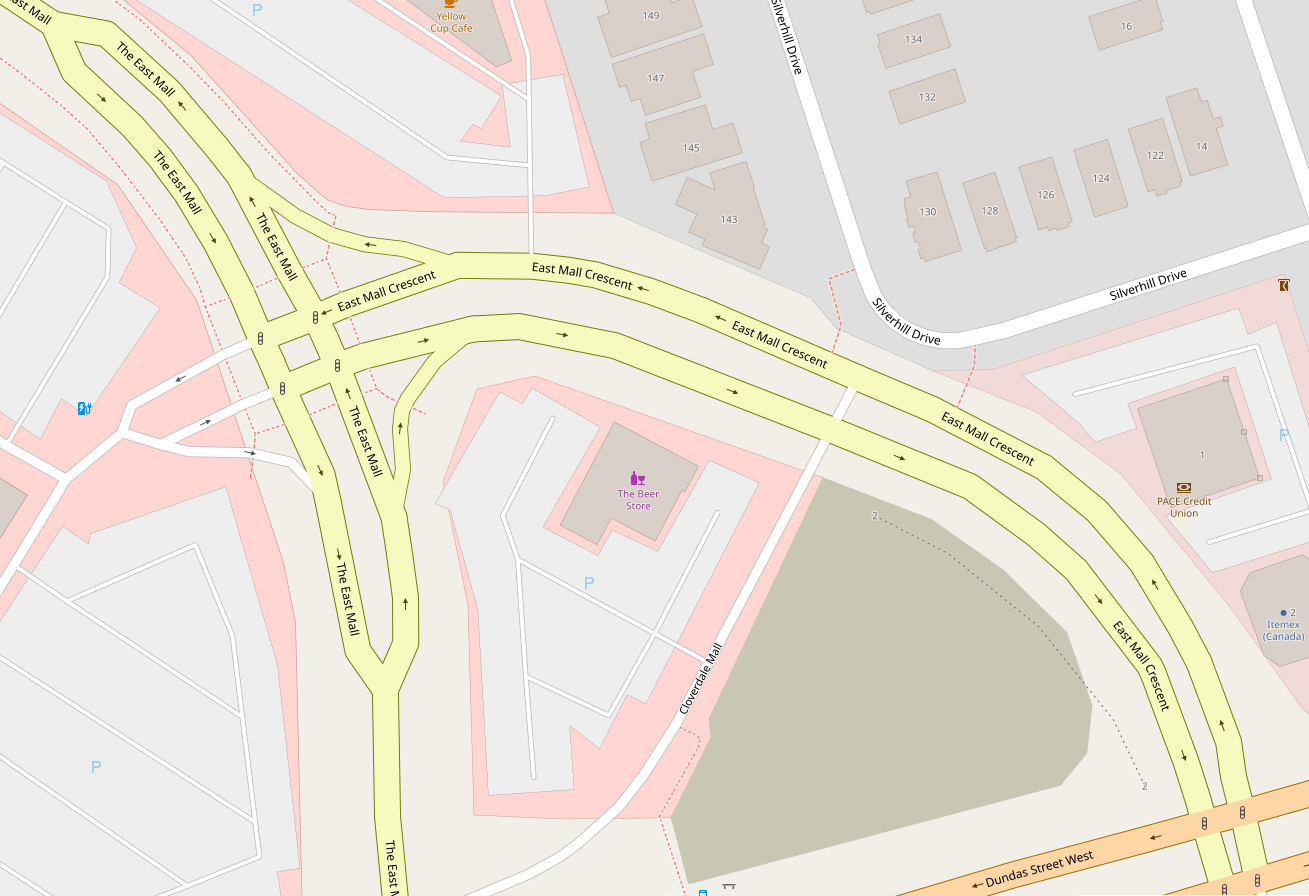 East Mall
P
Yellow
Cup Cafe
149
Silverhill Drive
134
16
The East Mall
147
132
145
14
122
124
126
128
130
143
The East Mall
The East Mall
East Mall Crescent
East Mall Crescent
Silverhill Drive
Silverhill Drive
East Mall Crescent
The East Mall
East Mall Crescent
P
1
PACE Credit
Union
The Beer
Store
2
P
The East Mall
2
Itemex
(Canada)
East Mall Crescent
Cloverdale Mall
P
2
The East M
Dundas Street West